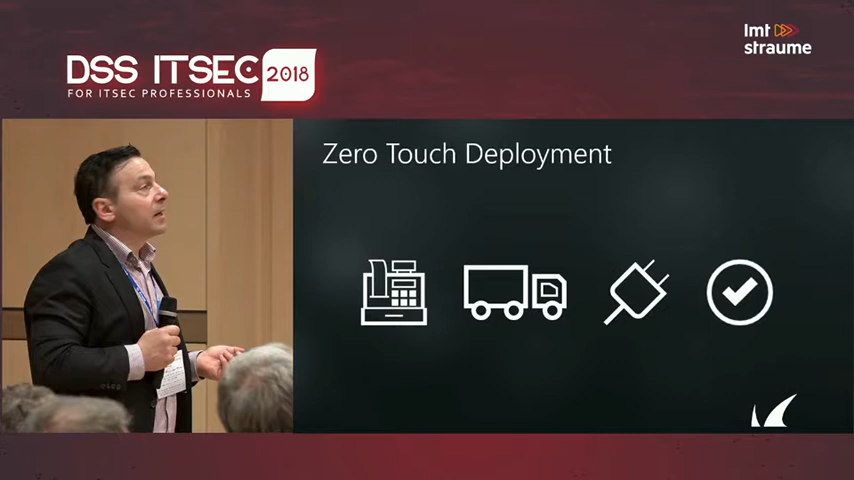 DSS ITSEC 2018
FOR ITSEC PROFESSIONALS
lmt
straume
Zero Touch Deployment